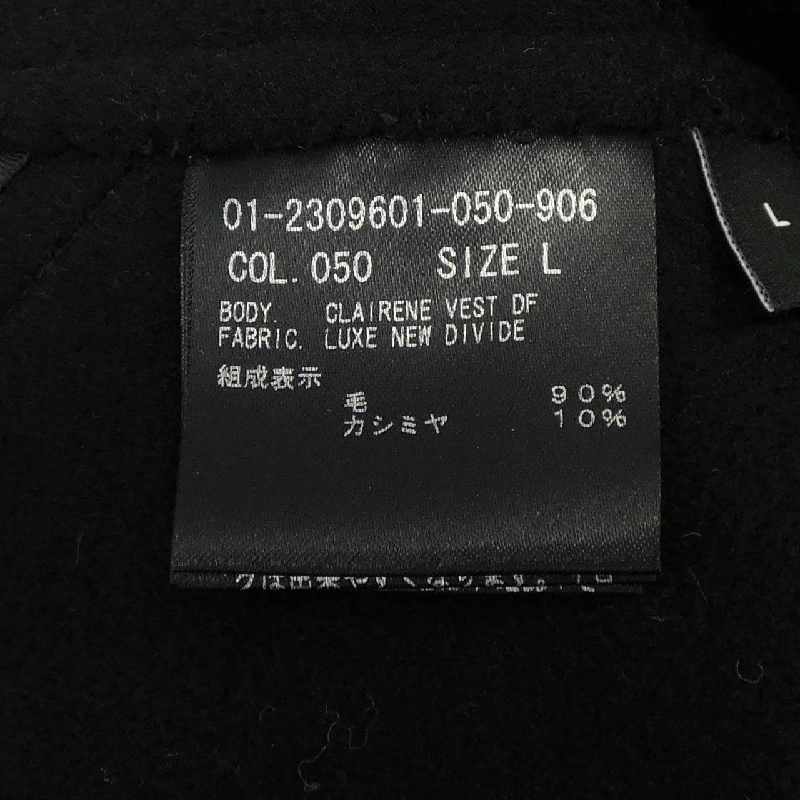 01-2309601-050-906
COL. 050 SIZE L
BODY. CLAIRENE VEST DF
FABRIC. LUXE NEW DIVIDE
組成表示
毛 90%
カシミヤ 10%
L